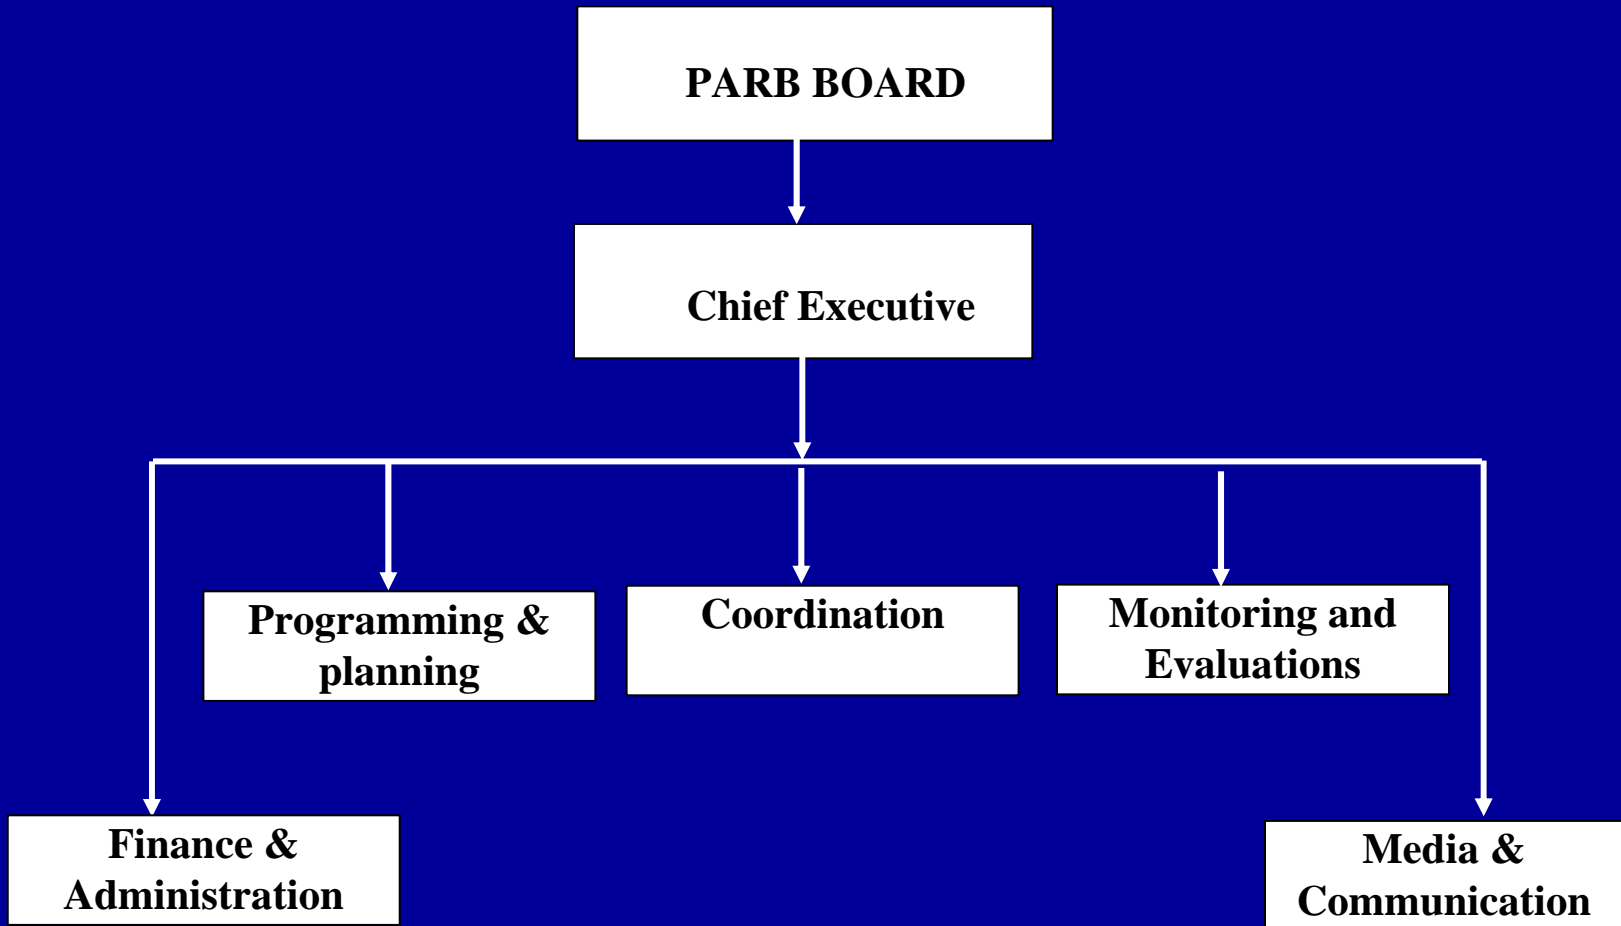 PARB BOARD
Chief Executive
Programming &
planning
Coordination
Monitoring and
Evaluations
Finance &
Administration
Media &
Communication